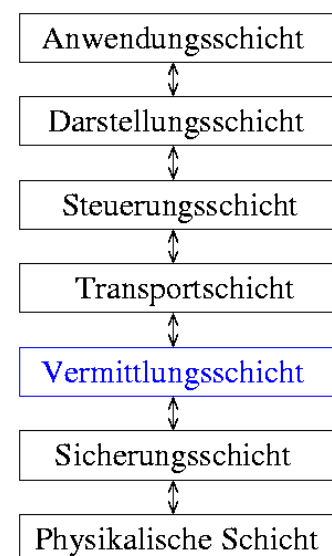 Anwendungsschicht
Darstellungsschicht
Steuerungsschicht
Transportschicht
Vermittlungsschicht
Sicherungsschicht
Physikalische Schicht